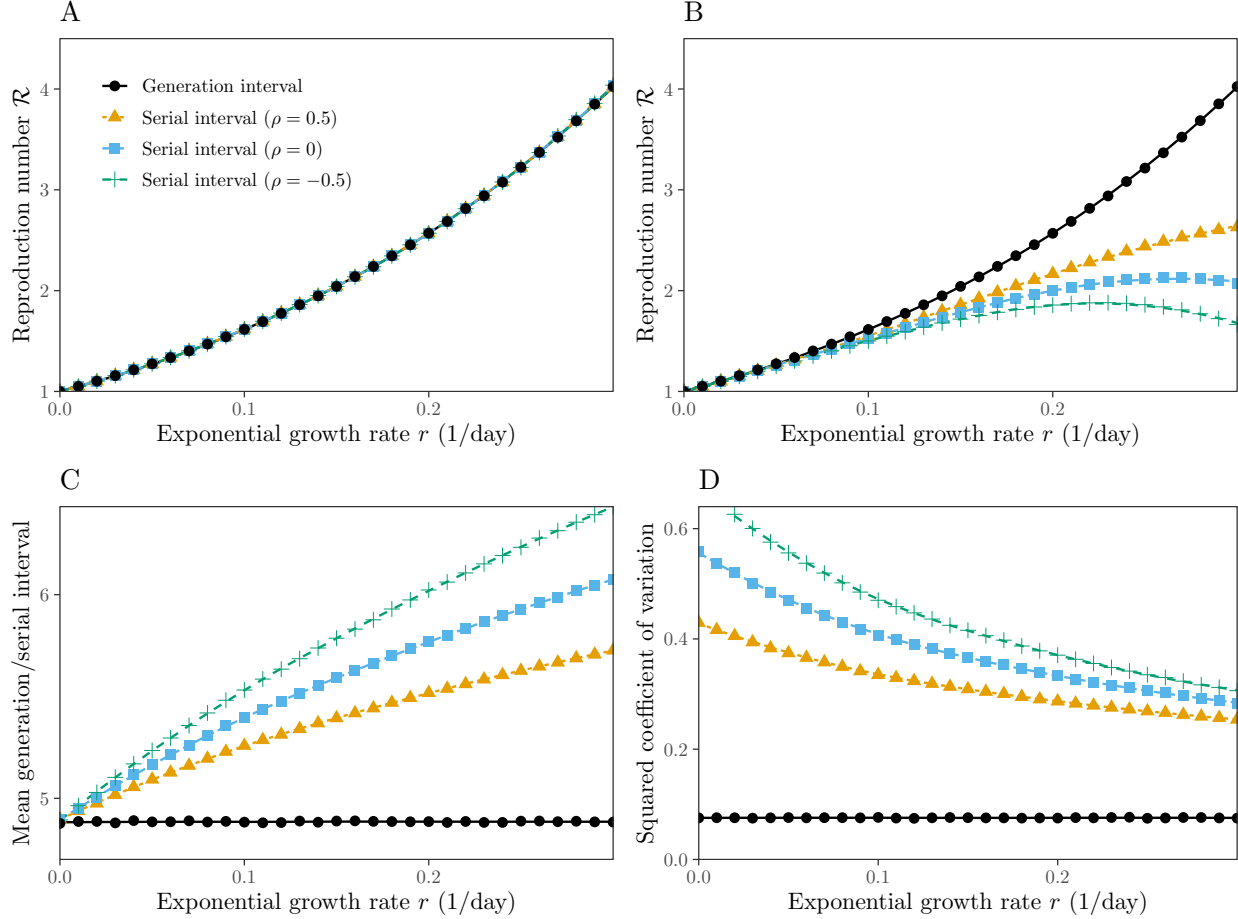 A
Reproduction number R
4
3
2
1
Generation interval
Serial interval (ρ = 0.5)
Serial interval (ρ = 0)
Serial interval (ρ = −0.5)
0.0 0.1 0.2
Exponential growth rate r (1/day)
B
Reproduction number R
4
3
2
1
0.0 0.1 0.2
Exponential growth rate r (1/day)
C
Mean generation/serial interval
6
5
0.0 0.1 0.2
Exponential growth rate r (1/day)
D
Squared coefficient of variation
0.6
0.4
0.2
0.0
0.0 0.1 0.2
Exponential growth rate r (1/day)